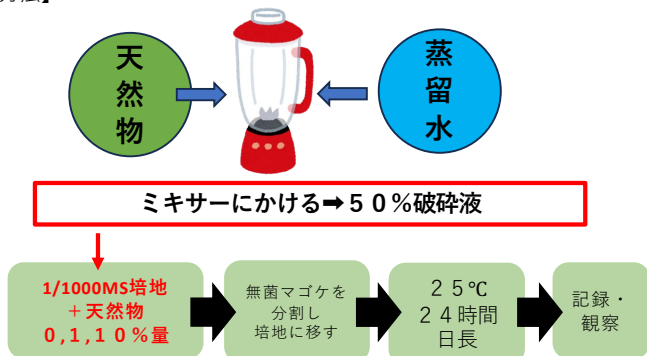 方法】
天然物
蒸留水
ミキサーにかける➡５０％破砕液
1/1000MS培地
＋天然物
0,1,10％量
無菌マゴケを
分割し
培地に移す
２５℃
２４時間
日長
記録・
観察